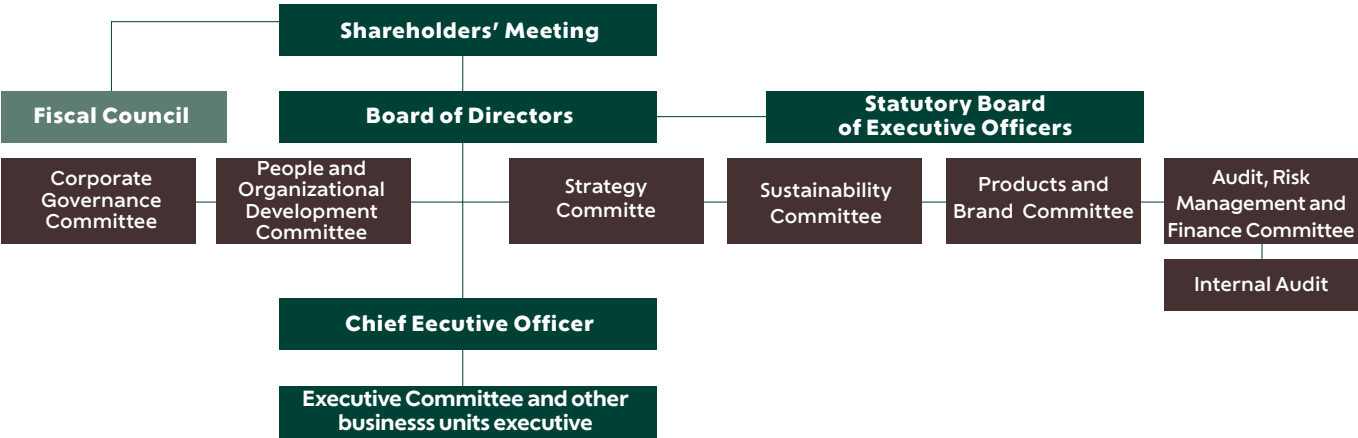 Shareholders' Meeting
Fiscal Council
Board of Directors
Statutory Board
of Executive Officers
Corporate
Governance
Committee
People and
Organizational
Development
Committee
Strategy
Committe
Sustainability
Committee
Products and
Brand Committee
Audit, Risk
Management and
Finance Committee
Internal Audit
Chief Eecutive Officer
Executive Committee and other
businesss units executive